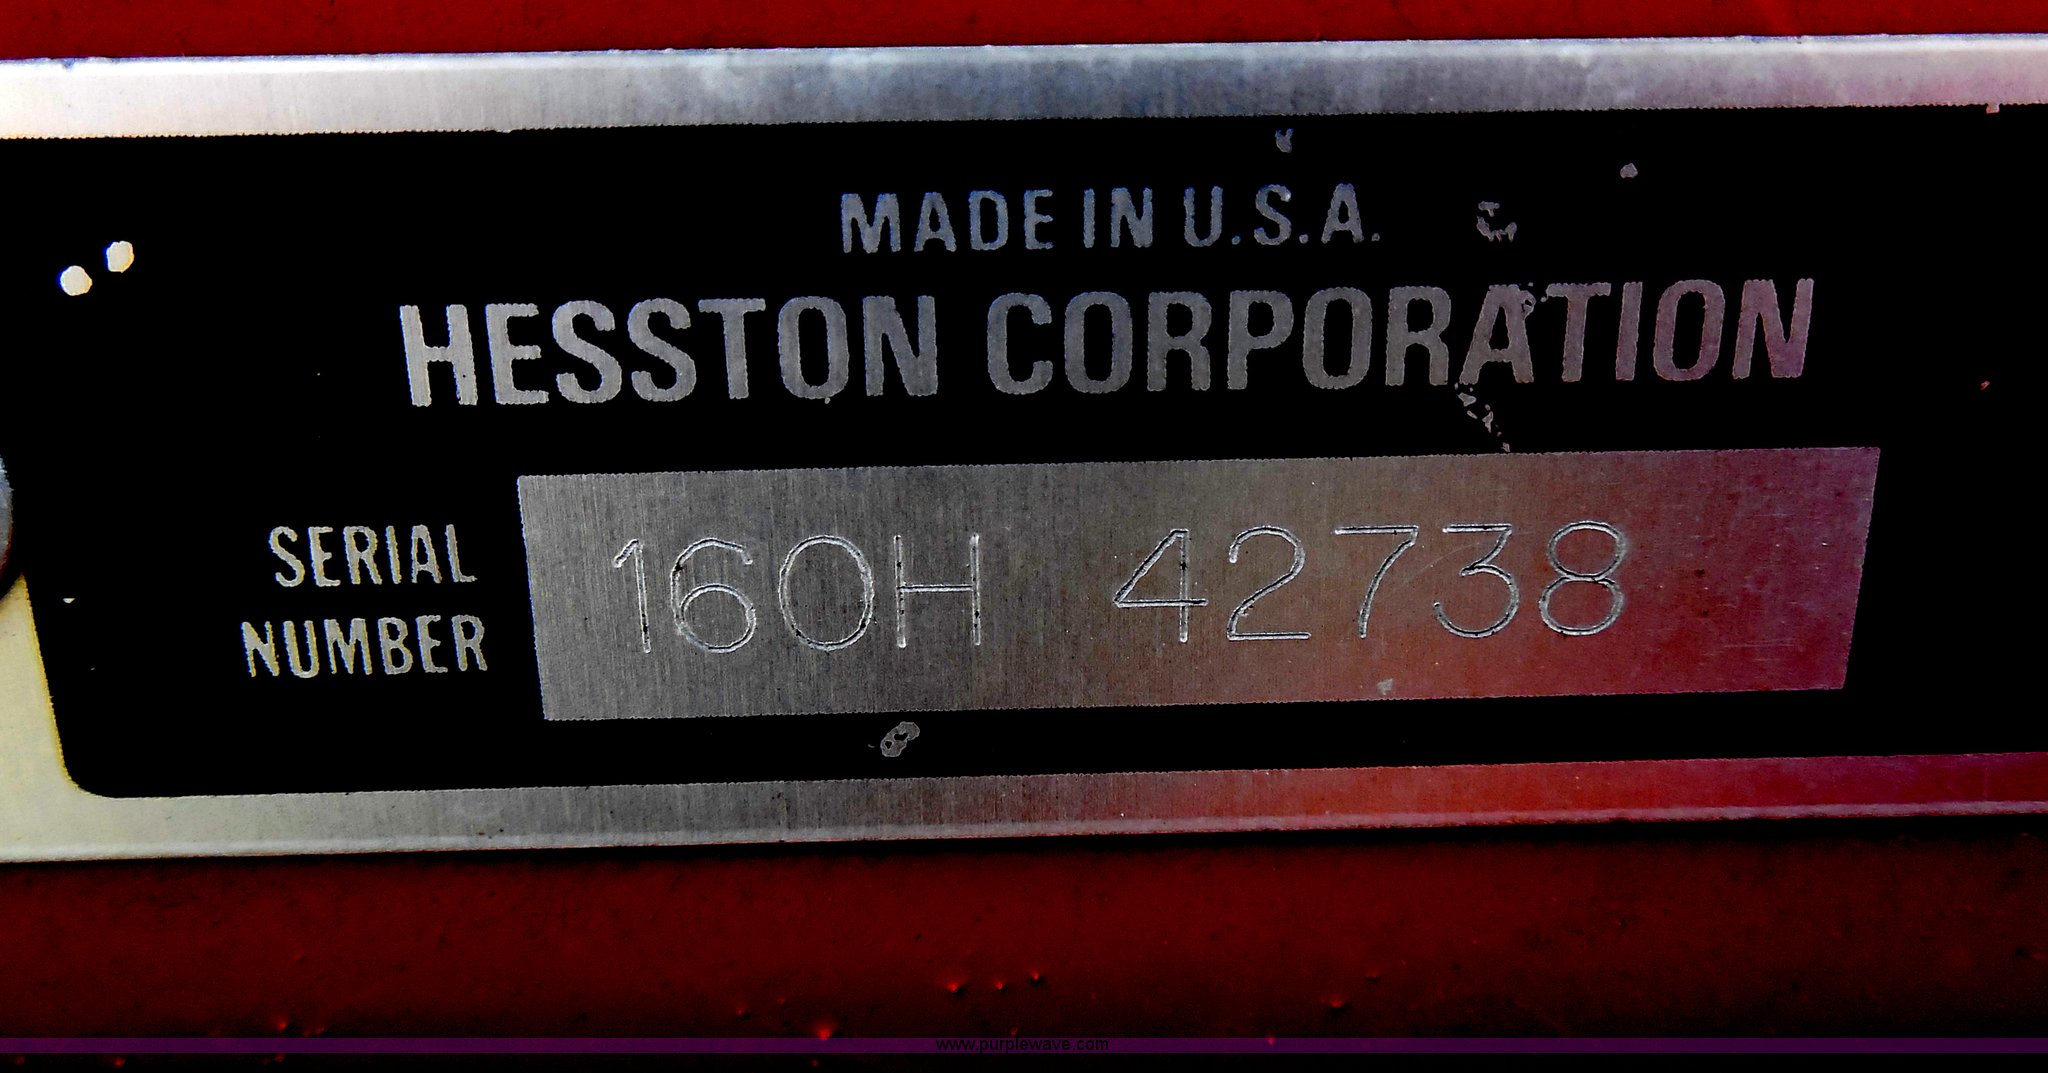 MADE IN U.S.A.
HESSTON CORPORATION
SERIAL NUMBER
160H 42738
www.purplewave.com